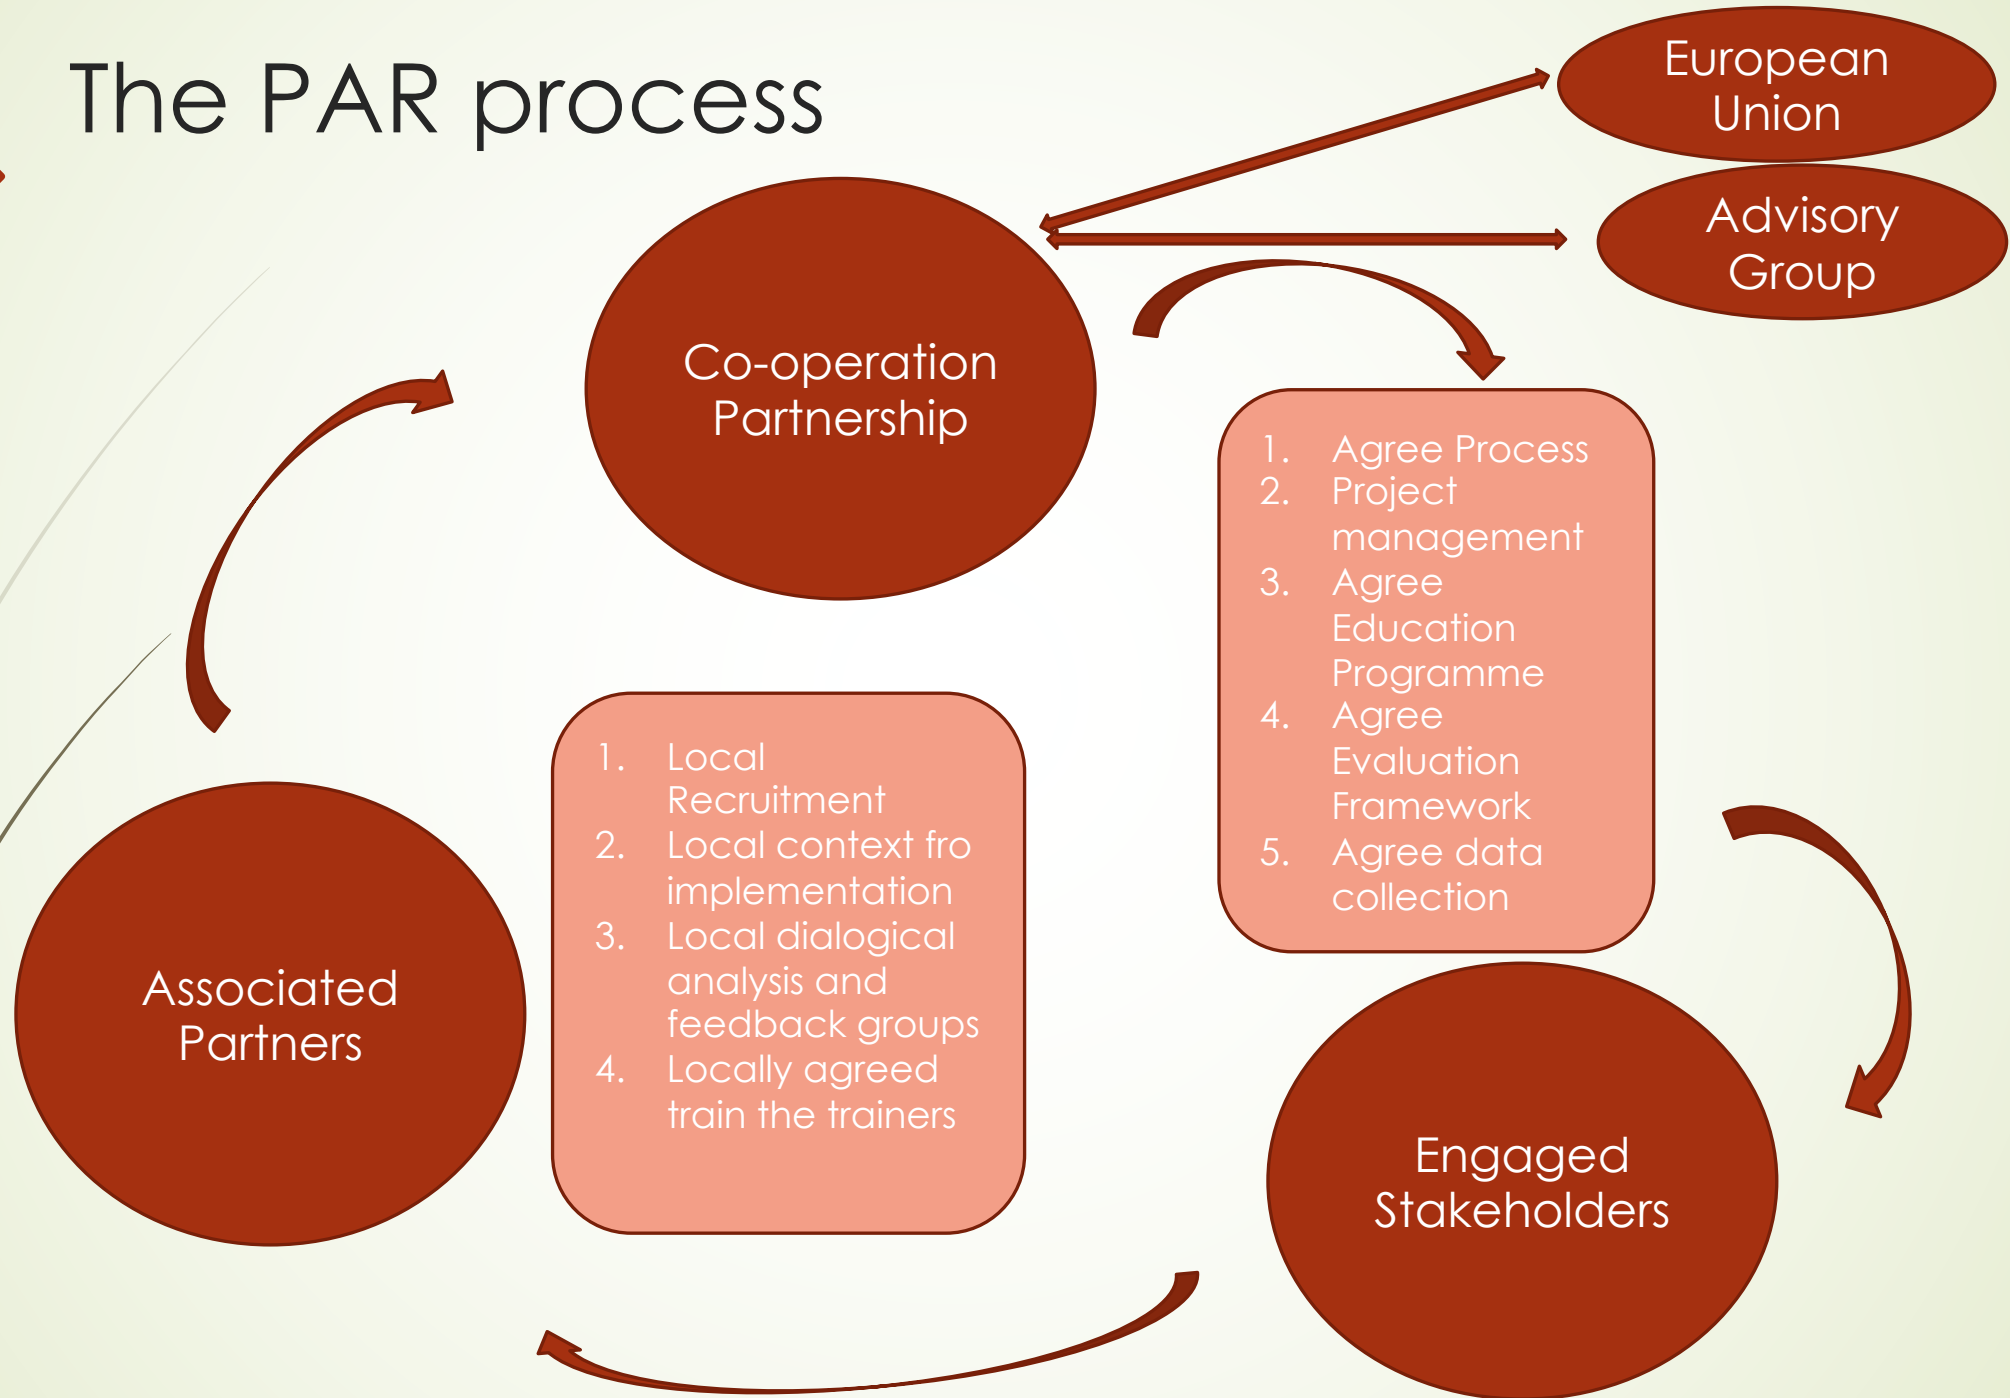 The PAR process
European
Union
Advisory
Group
Co-operation
Partnership
1. Agree Process
2. Project
management
3. Agree
Education
Programme
4. Agree
Evaluation
Framework
5. Agree data
collection
1. Local
Recruitment
2. Local context fro
implementation
3. Local dialogical
analysis and
feedback groups
4. Locally agreed
train the trainers
Associated
Partners
Engaged
Stakeholders